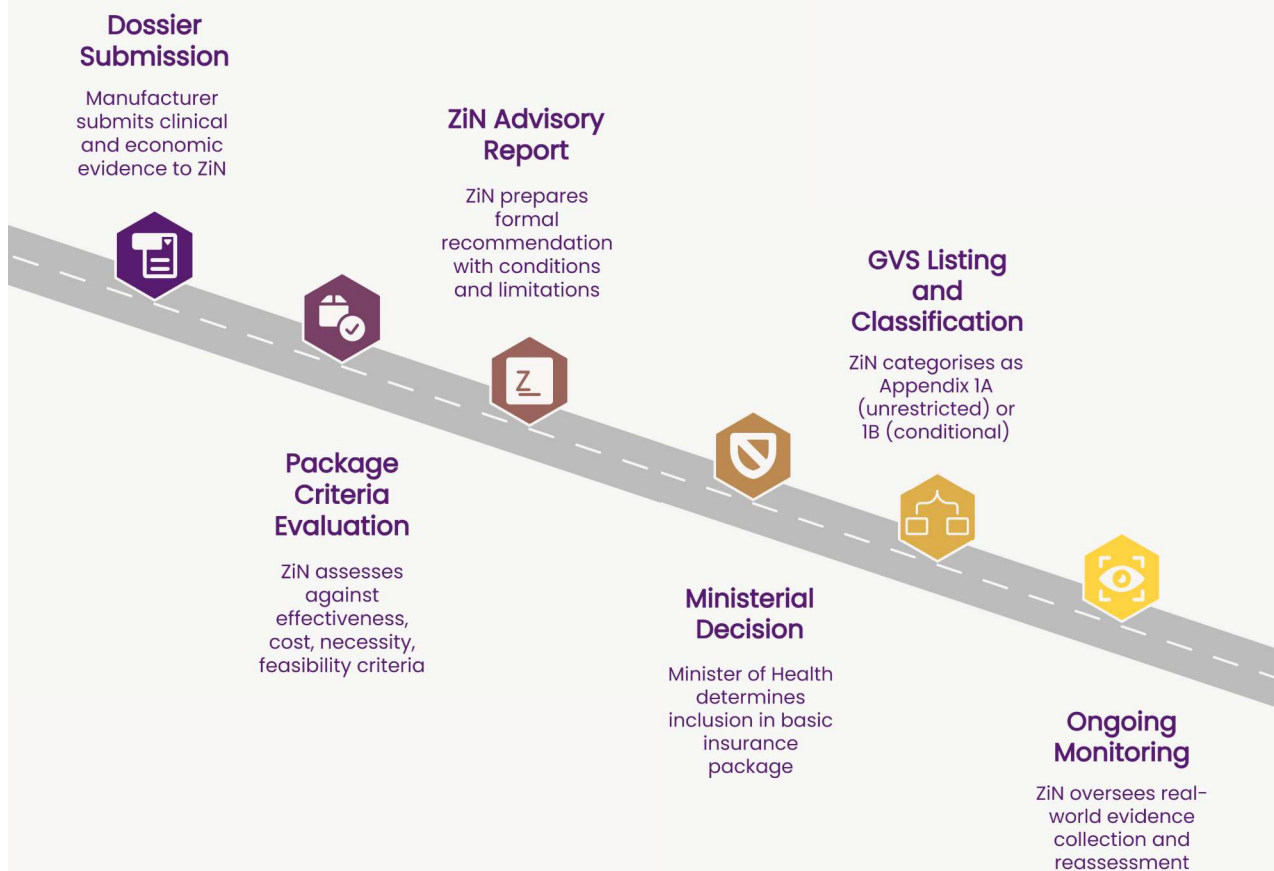 Dossier
Submission
Manufacturer
submits clinical
and economic
evidence to ZiN
Package
Criteria
Evaluation
ZiN assesses
against
effectiveness,
cost, necessity,
feasibility criteria
ZiN Advisory
Report
ZiN prepares
formal
recommendation
with conditions
and limitations
Z
Ministerial
Decision
Minister of Health
determines
inclusion in basic
insurance
package
GVS Listing
and
Classification
ZiN categorises as
Appendix 1A
(unrestricted) or
1B (conditional)
Ongoing
Monitoring
ZiN oversees real-
world evidence
collection and
reassessment